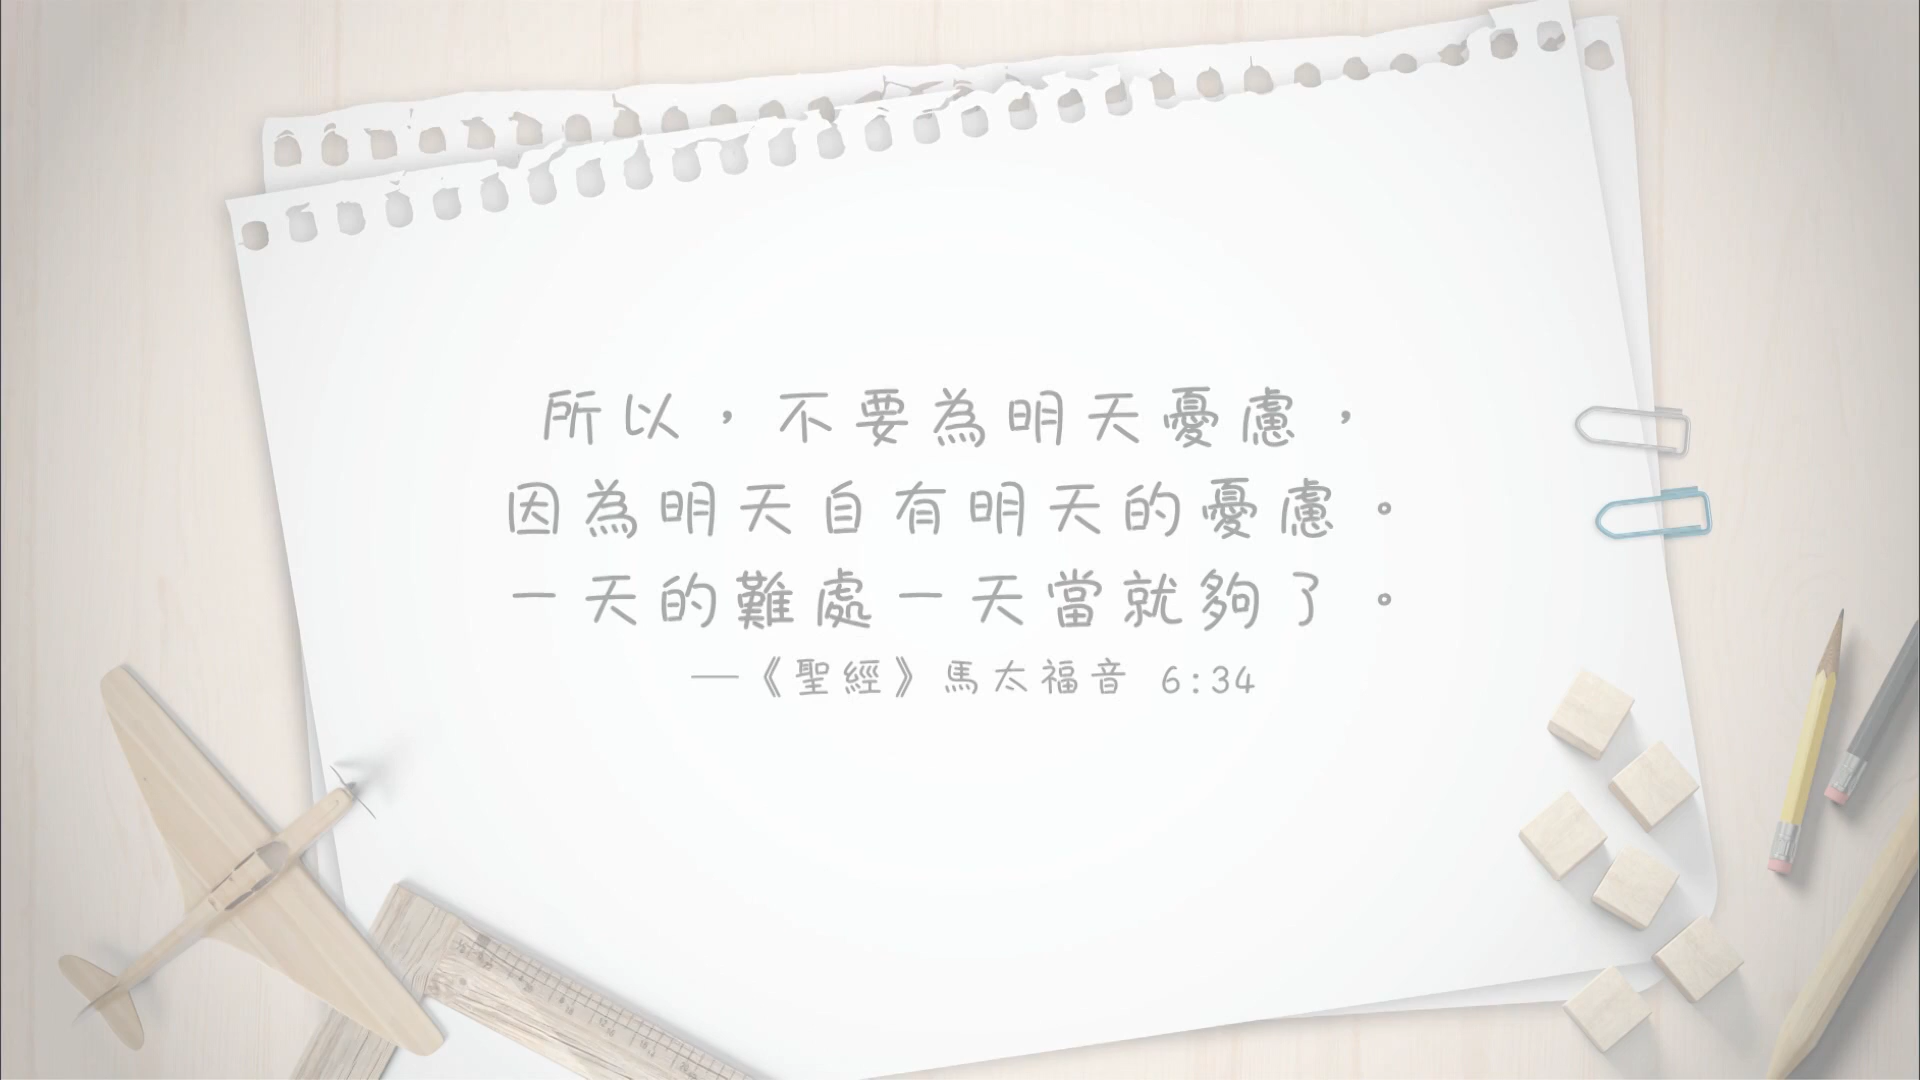 所以，不要為明天憂慮，
因為明天自有明天的憂慮。
一天的難處一天當就夠了。
—《聖經》馬太福音 6:34